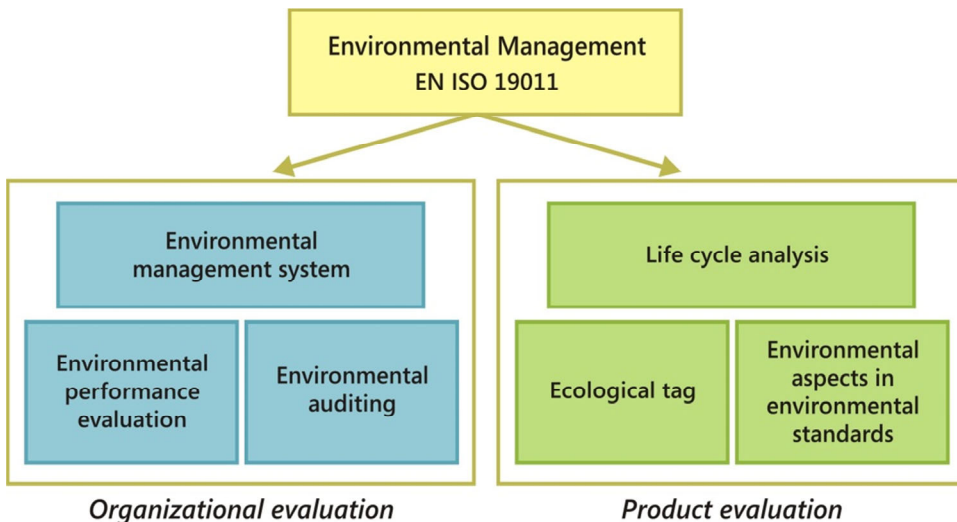 Environmental Management
EN ISO 19011
Environmental
management system
Environmental
performance
evaluation
Environmental
auditing
Organizational evaluation
Life cycle analysis
Ecological tag
Environmental
aspects in
environmental
standards
Product evaluation